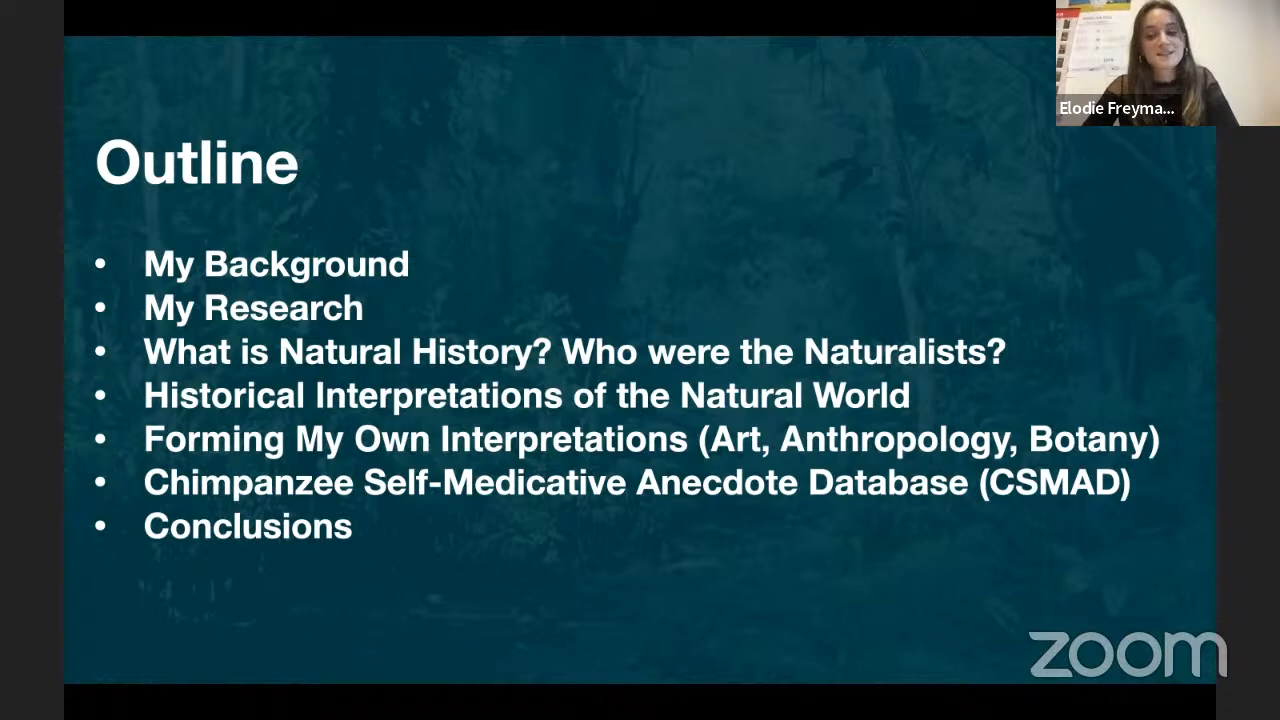 Elodie Freyma...
Outline
• My Background
• My Research
• What is Natural History? Who were the Naturalists?
• Historical Interpretations of the Natural World
• Forming My Own Interpretations (Art, Anthropology, Botany)
• Chimpanzee Self-Medicative Anecdote Database (CSMAD)
• Conclusions
zoom